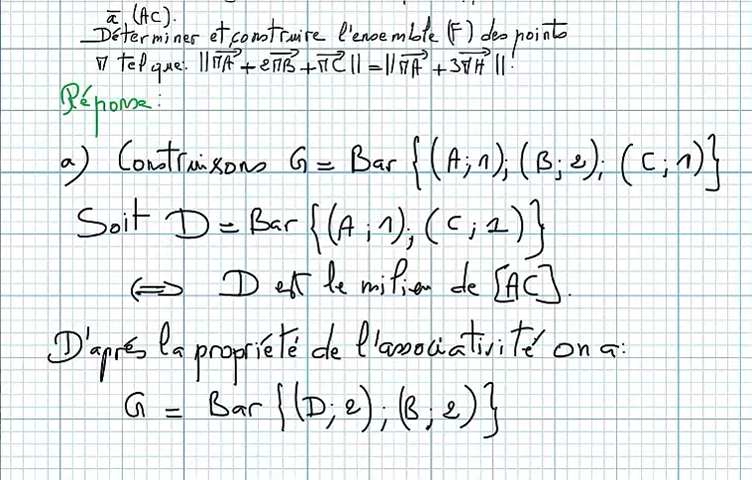 à (AC).
Déterminer et construire l'ensemble (F) des points
M tel que: ||MA + 2MB + MC|| = ||MA + 3MH||.
Réponse:
a) Construisons G = Bar {(A;1);(B;2);(C;1)}
Soit D = Bar {(A;1);(C;1)}
⟺ D est le milieu de [AC].
D'après la propriété de l'associativité on a:
G = Bar {(D;2);(B;2)}